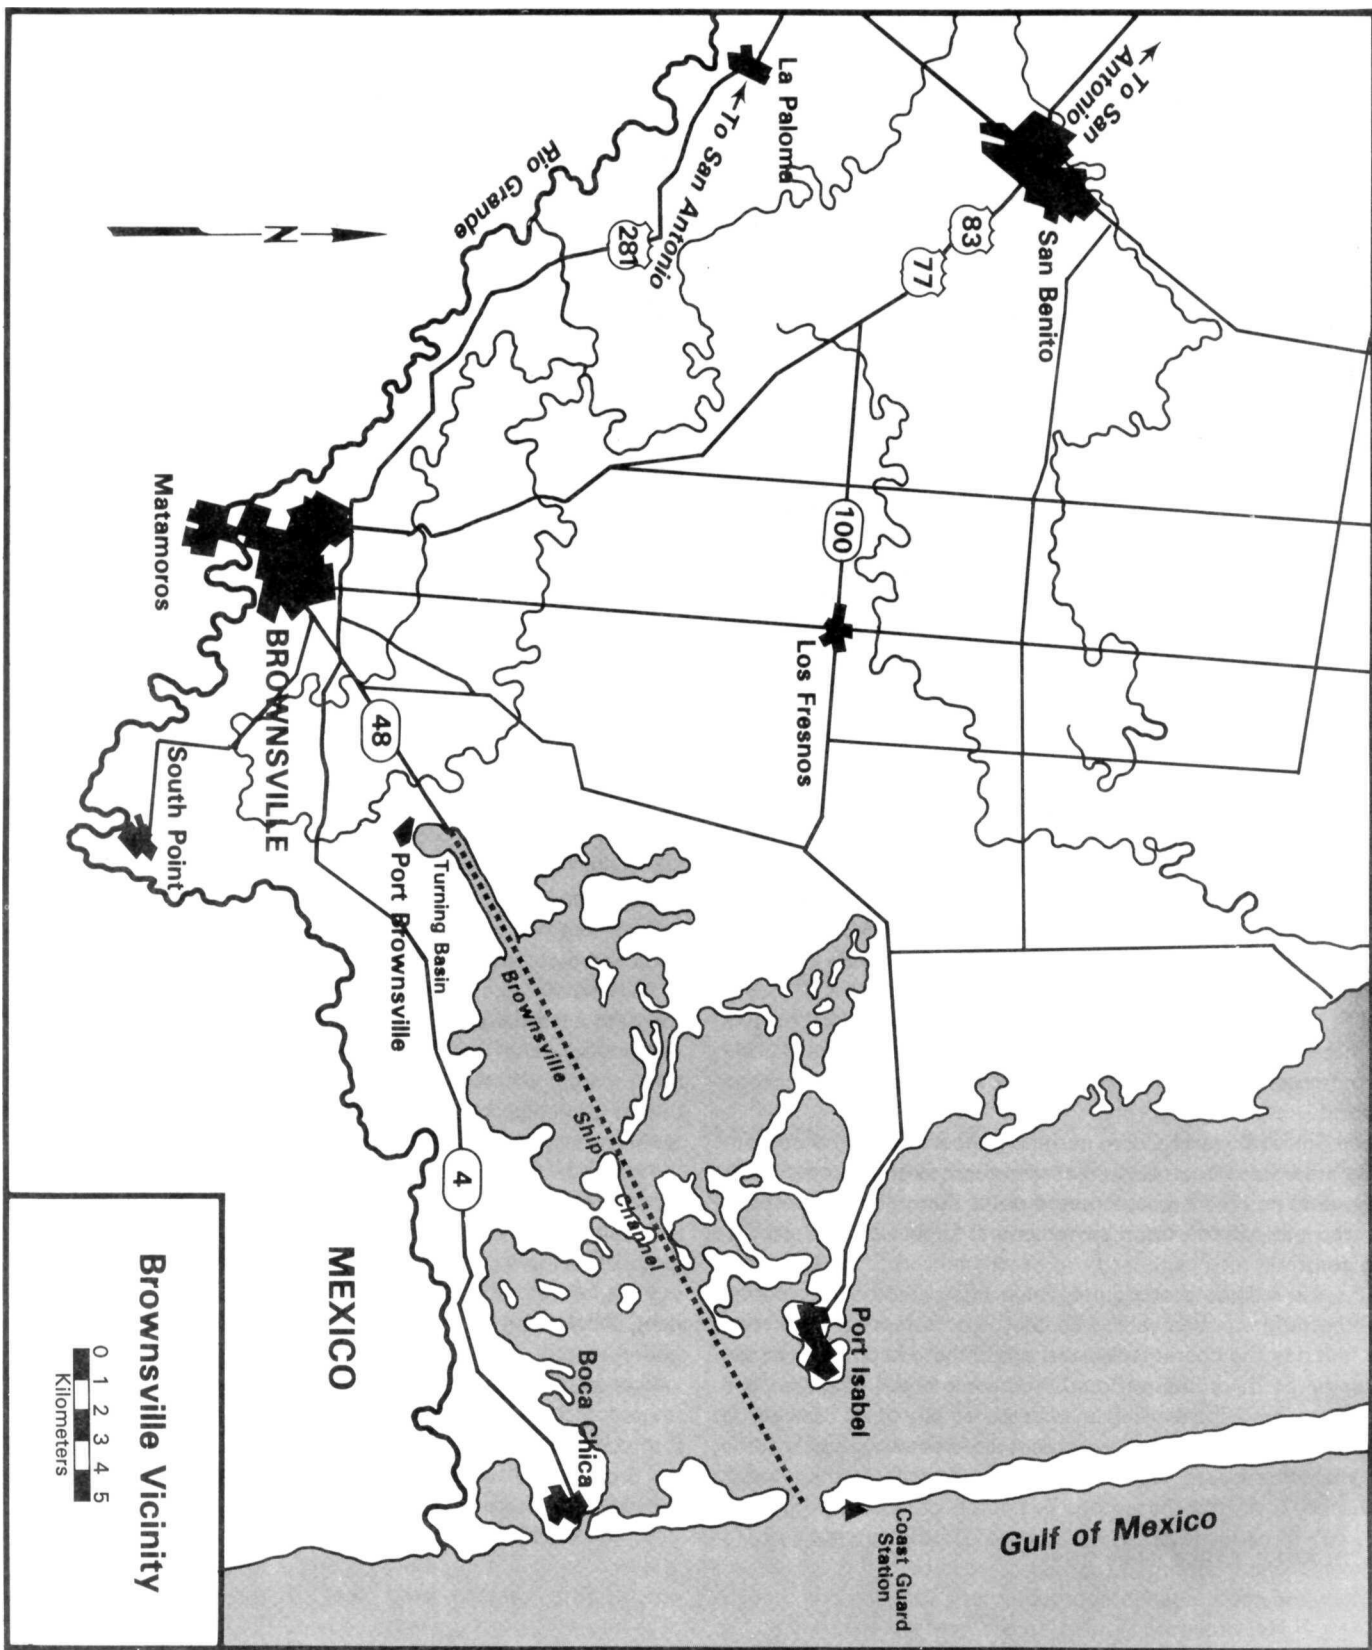 To San
Antonio
La Paloma
To San Antonio
San Benito
83
77
281
Rio Grande
N
100
Los Fresnos
Matamoros
BROWNSVILLE
48
South Point
Port Brownsville
Turning Basin
Brownsville Ship Channel
4
MEXICO
Port Isabel
Boca Chica
Coast Guard
Station
Gulf of Mexico
Brownsville Vicinity
0 1 2 3 4 5
Kilometers